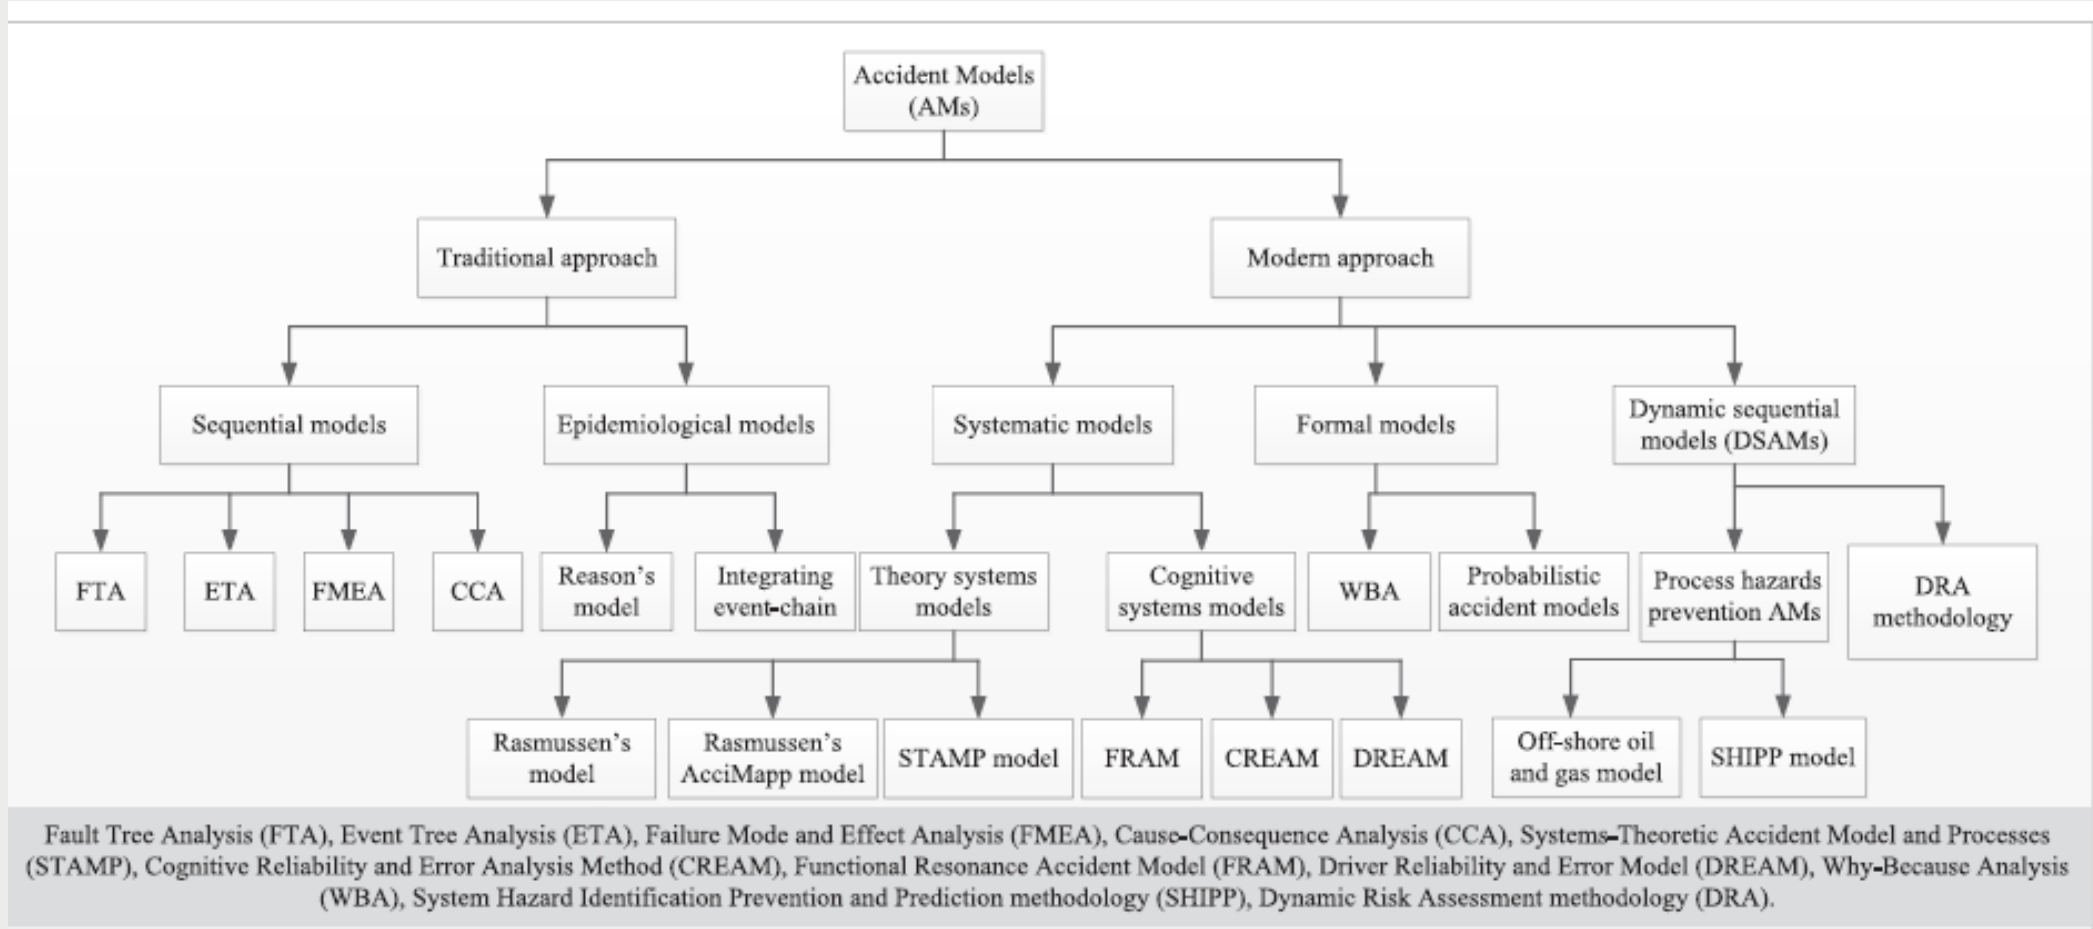 Accident Models
(AMs)
Traditional approach
Modern approach
Sequential models
Epidemiological models
Systematic models
Formal models
Dynamic sequential
models (DSAMs)
FTA
ETA
FMEA
CCA
Reason's
model
Integrating
event-chain
Theory systems
models
Cognitive
systems models
WBA
Probabilistic
accident models
Process hazards
prevention AMs
DRA
methodology
Rasmussen's
model
Rasmussen's
AcciMapp model
STAMP model
FRAM
CREAM
DREAM
Off-shore oil
and gas model
SHIPP model
Fault Tree Analysis (FTA), Event Tree Analysis (ETA), Failure Mode and Effect Analysis (FMEA), Cause-Consequence Analysis (CCA), Systems-Theoretic Accident Model and Processes
(STAMP), Cognitive Reliability and Error Analysis Method (CREAM), Functional Resonance Accident Model (FRAM), Driver Reliability and Error Model (DREAM), Why-Because Analysis
(WBA), System Hazard Identification Prevention and Prediction methodology (SHIPP), Dynamic Risk Assessment methodology (DRA).